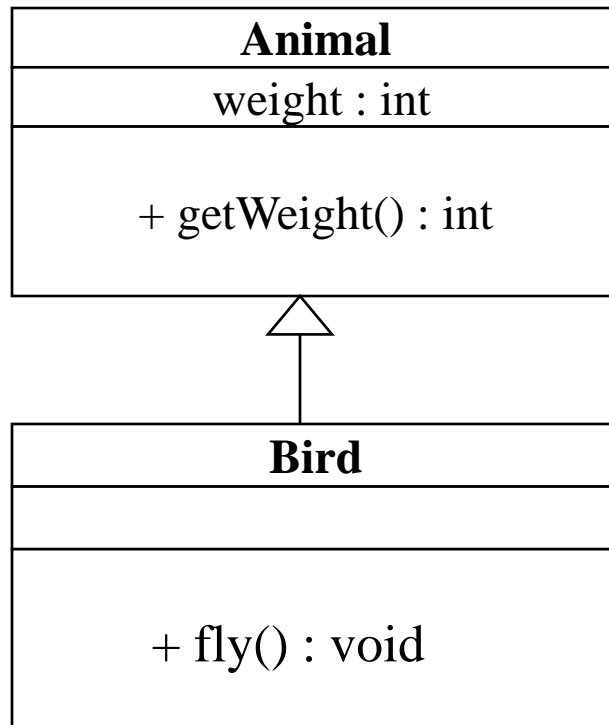 Animal
weight : int
+ getWeight() : int
Bird
+ fly() : void